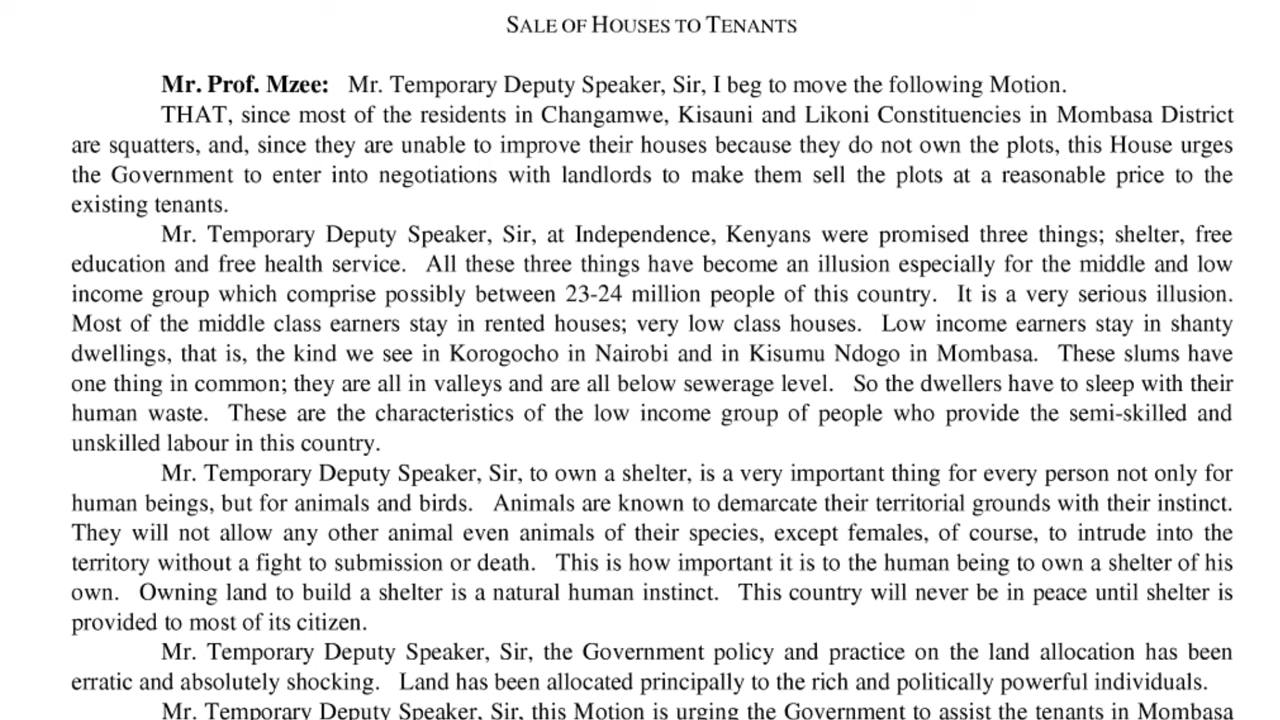 SALE OF HOUSES TO TENANTS
Mr. Prof. Mzee: Mr. Temporary Deputy Speaker, Sir, I beg to move the following Motion.
THAT, since most of the residents in Changamwe, Kisauni and Likoni Constituencies in Mombasa District
are squatters, and, since they are unable to improve their houses because they do not own the plots, this House urges
the Government to enter into negotiations with landlords to make them sell the plots at a reasonable price to the
existing tenants.
Mr. Temporary Deputy Speaker, Sir, at Independence, Kenyans were promised three things; shelter, free
education and free health service. All these three things have become an illusion especially for the middle and low
income group which comprise possibly between 23-24 million people of this country. It is a very serious illusion.
Most of the middle class earners stay in rented houses; very low class houses. Low income earners stay in shanty
dwellings, that is, the kind we see in Korogocho in Nairobi and in Kisumu Ndogo in Mombasa. These slums have
one thing in common; they are all in valleys and are all below sewerage level. So the dwellers have to sleep with their
human waste. These are the characteristics of the low income group of people who provide the semi-skilled and
unskilled labour in this country.
Mr. Temporary Deputy Speaker, Sir, to own a shelter, is a very important thing for every person not only for
human beings, but for animals and birds. Animals are known to demarcate their territorial grounds with their instinct.
They will not allow any other animal even animals of their species, except females, of course, to intrude into the
territory without a fight to submission or death. This is how important it is to the human being to own a shelter of his
own. Owning land to build a shelter is a natural human instinct. This country will never be in peace until shelter is
provided to most of its citizen.
Mr. Temporary Deputy Speaker, Sir, the Government policy and practice on the land allocation has been
erratic and absolutely shocking. Land has been allocated principally to the rich and politically powerful individuals.
Mr. Temporary Deputy Speaker, Sir, this Motion is urging the Government to assist the tenants in Mombasa